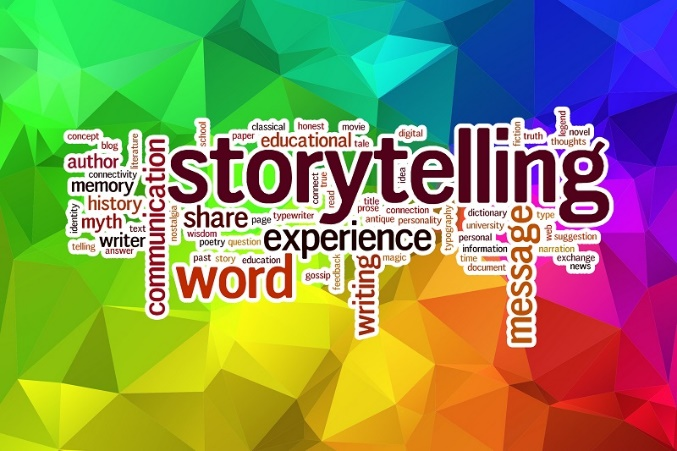 concept
blog
author
connectivity
memory
history
identity
myth
text
writer
telling
answer
literature
communication
nostalgia
school
paper
classical
honest
movie
educational
tale
digital
storytelling
connect
true
read
idea
share
page
typewriter
title
prose
connection
antique
personality
wisdom
poetry
question
experience
past
story
education
word
gossip
feedback
writing
magic
typography
dictionary
university
personal
information
time
document
message
fiction
truth
legend
novel
thoughts
type
web
suggestion
narration
exchange
news